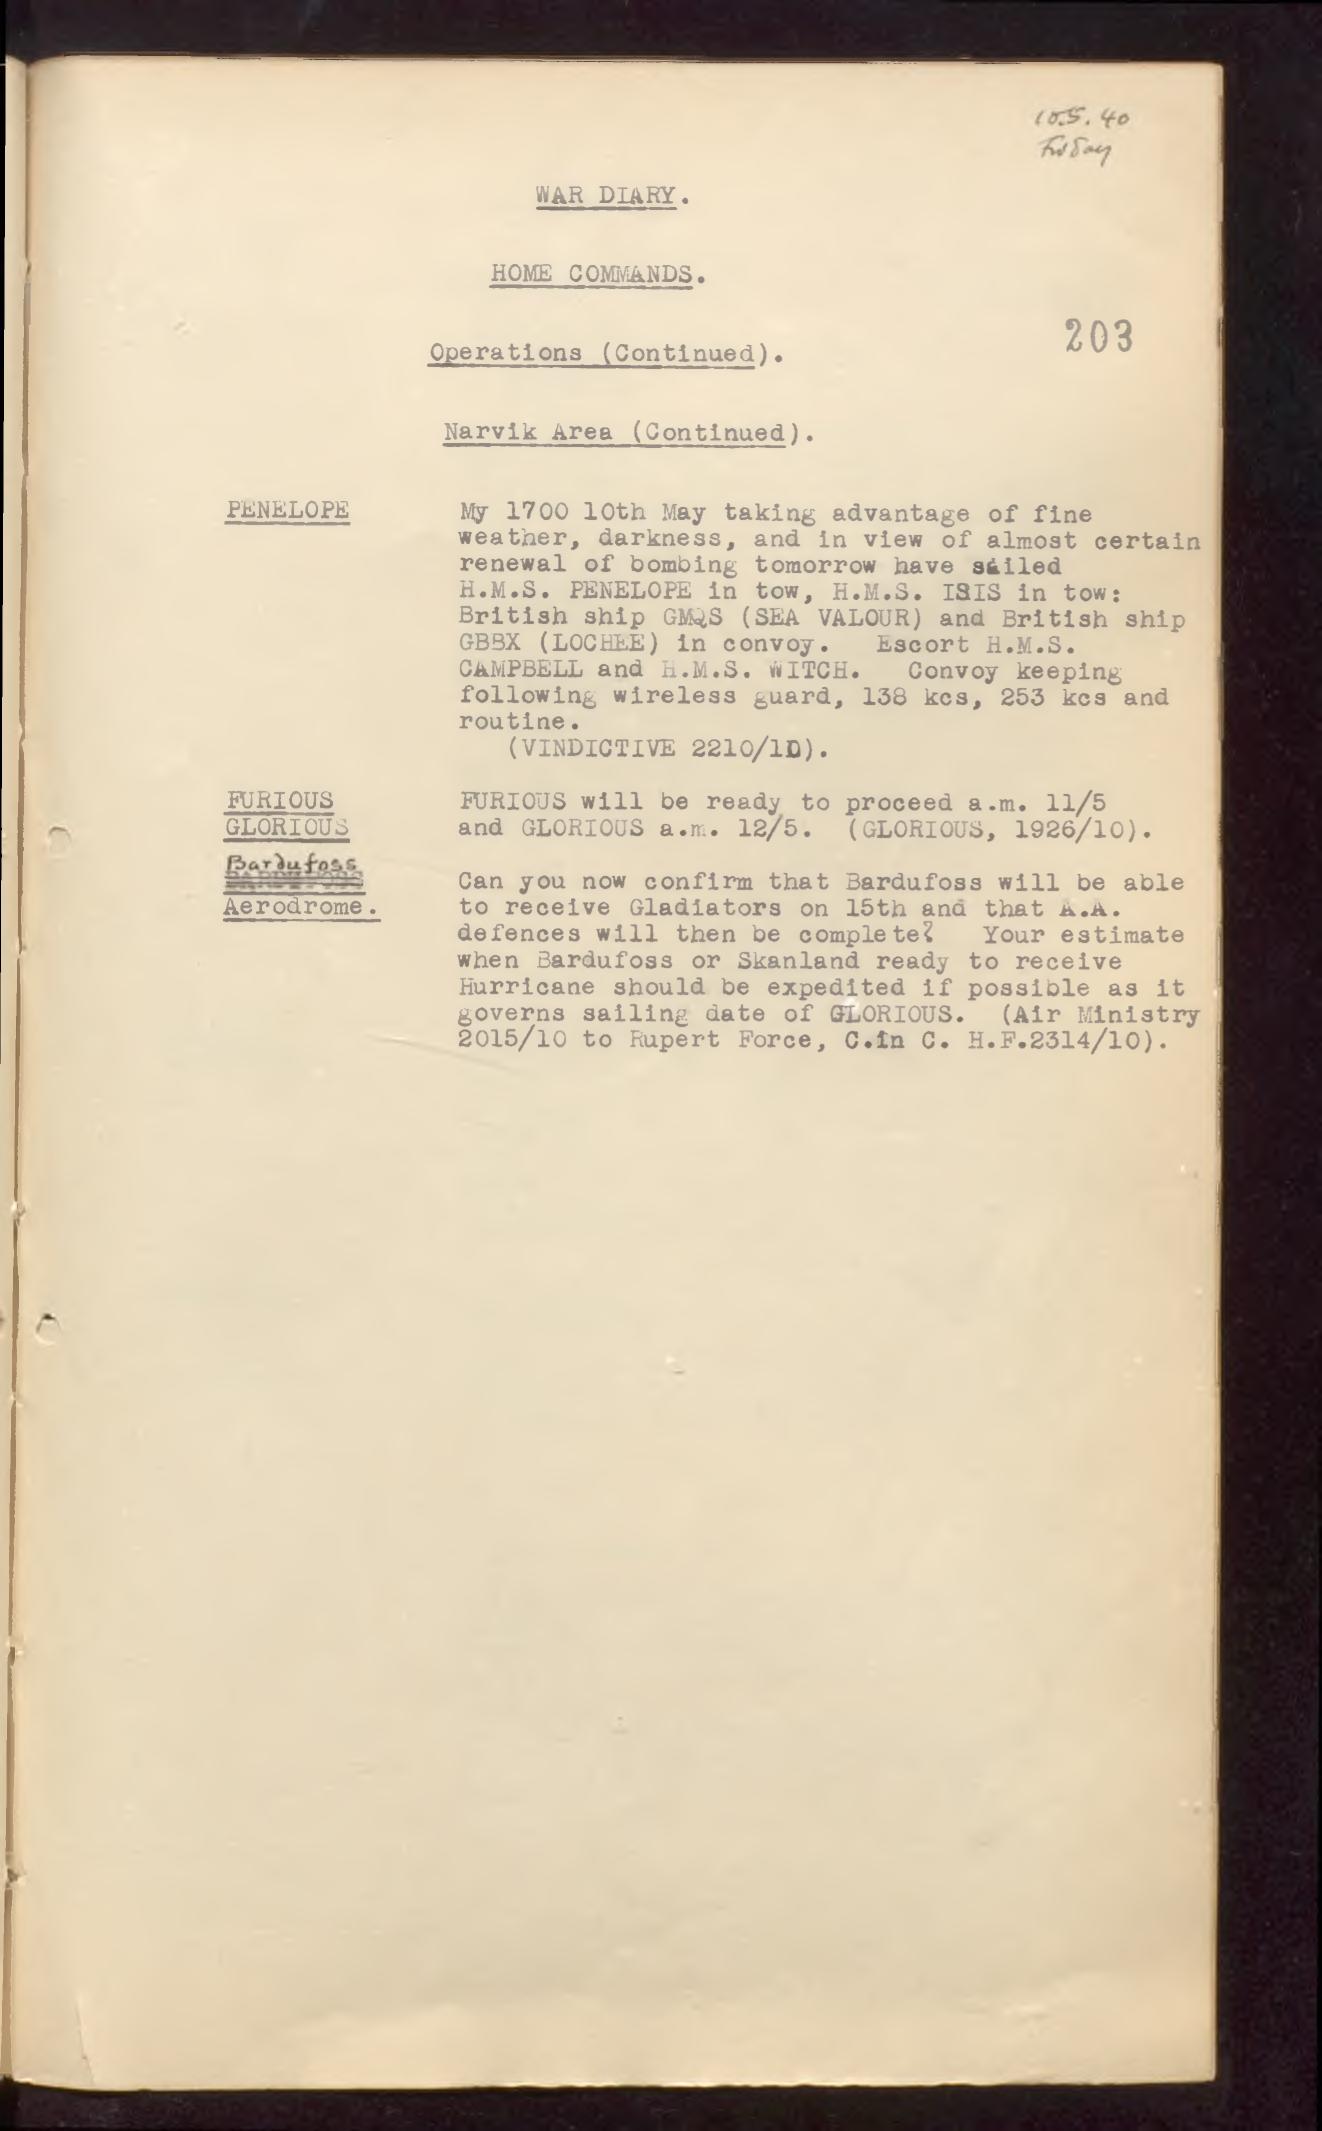 10.5.40
Friday
WAR DIARY.
HOME COMMANDS.
203
Operations (Continued).
Narvik Area (Continued).
PENELOPE
My 1700 10th May taking advantage of fine
weather, darkness, and in view of almost certain
renewal of bombing tomorrow have sailed
H.M.S. PENELOPE in tow, H.M.S. ISIS in tow:
British ship GMQS (SEA VALOUR) and British ship
GBBX (LOCHEE) in convoy. Escort H.M.S.
CAMPBELL and H.M.S. WITCH. Convoy keeping
following wireless guard, 138 kcs, 253 kcs and
routine.
(VINDICTIVE 2210/10).
FURIOUS
GLORIOUS
FURIOUS will be ready to proceed a.m. 11/5
and GLORIOUS a.m. 12/5. (GLORIOUS, 1926/10).
Bardufoss
BARDUFOSS
Aerodrome.
Can you now confirm that Bardufoss will be able
to receive Gladiators on 15th and that A.A.
defences will then be complete? Your estimate
when Bardufoss or Skanland ready to receive
Hurricane should be expedited if possible as it
governs sailing date of GLORIOUS. (Air Ministry
2015/10 to Rupert Force, C.in C. H.F.2314/10).